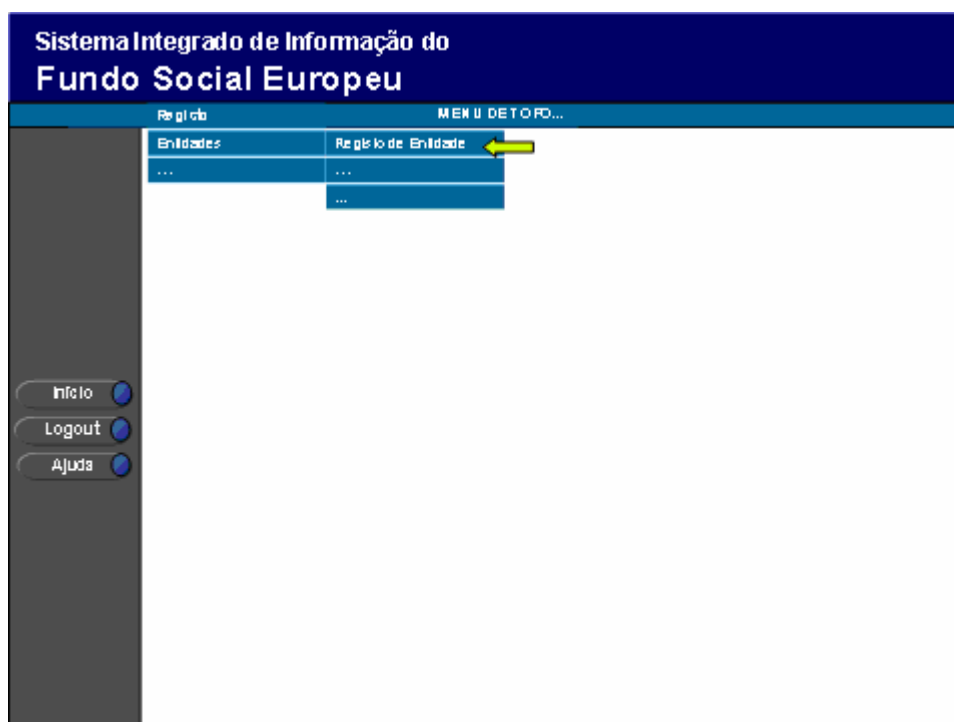 Sistema Integrado de Informação do
Fundo Social Europeu
Registo MENU DE TOPO...
Entidades Registo de Entidade
... ...
...
Início
Logout
Ajuda